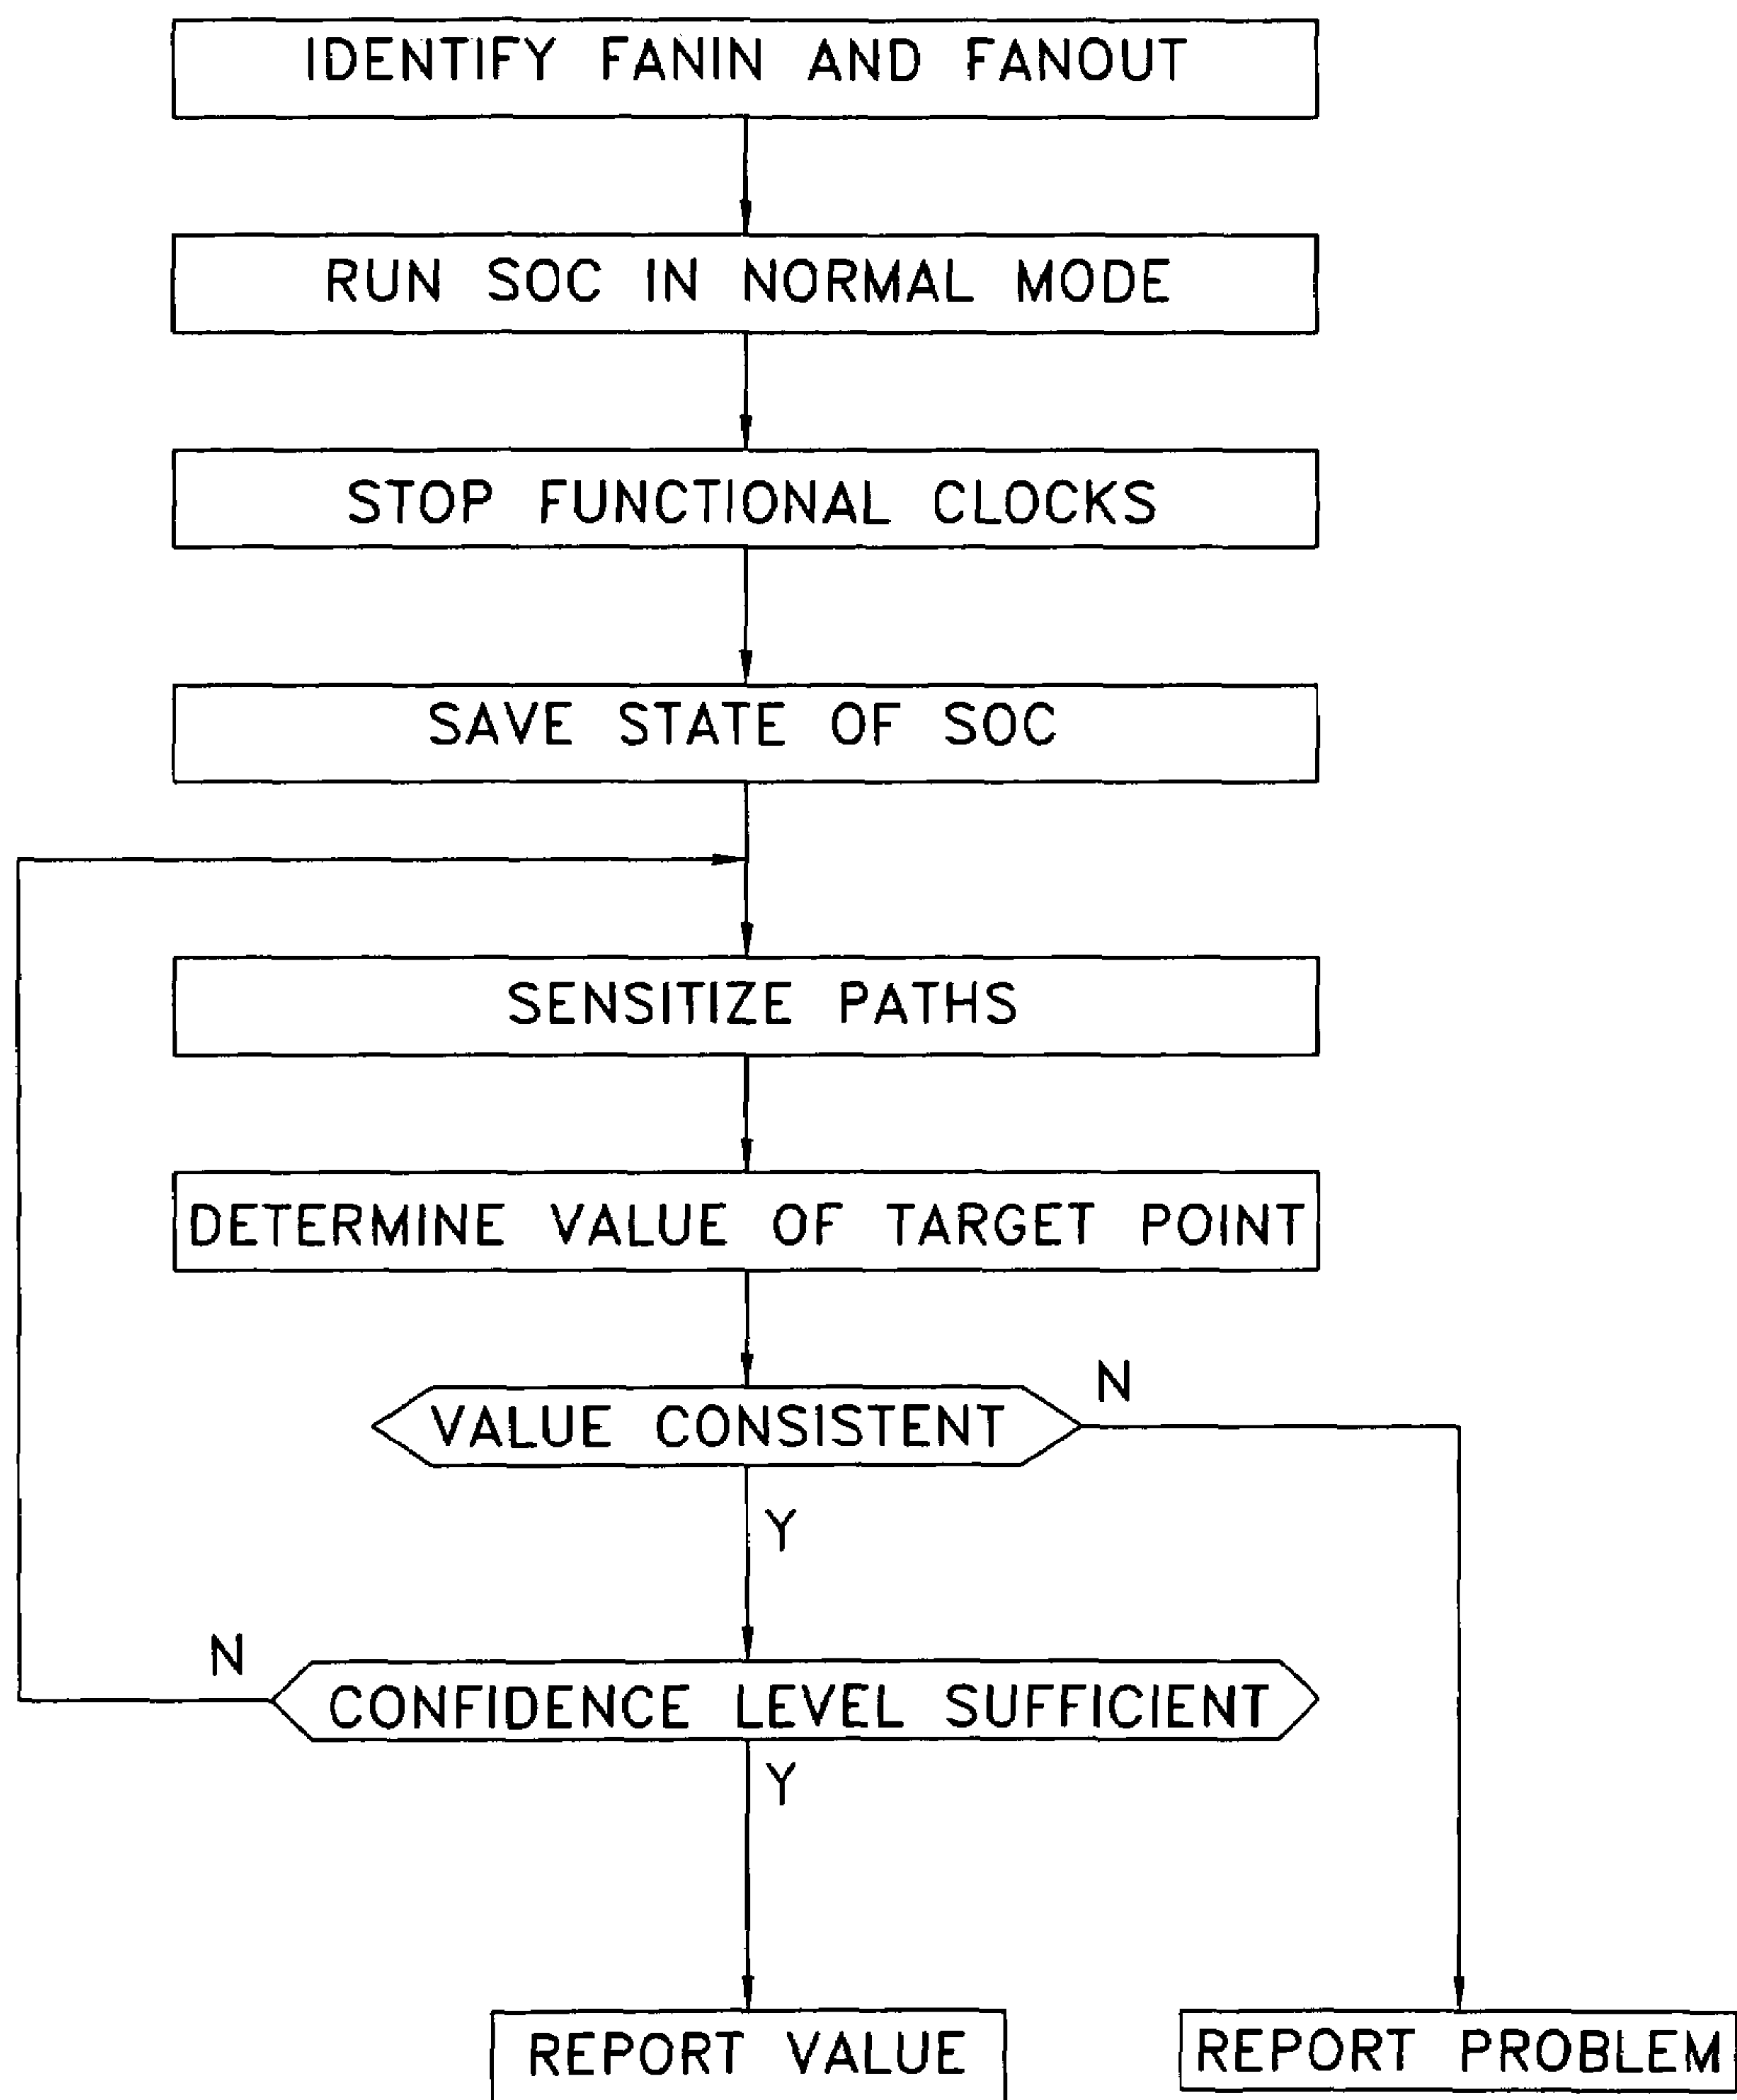 IDENTIFY FANIN AND FANOUT
RUN SOC IN NORMAL MODE
STOP FUNCTIONAL CLOCKS
SAVE STATE OF SOC
SENSITIZE PATHS
DETERMINE VALUE OF TARGET POINT
N
VALUE CONSISTENT
Y
N
CONFIDENCE LEVEL SUFFICIENT
Y
REPORT VALUE
REPORT PROBLEM